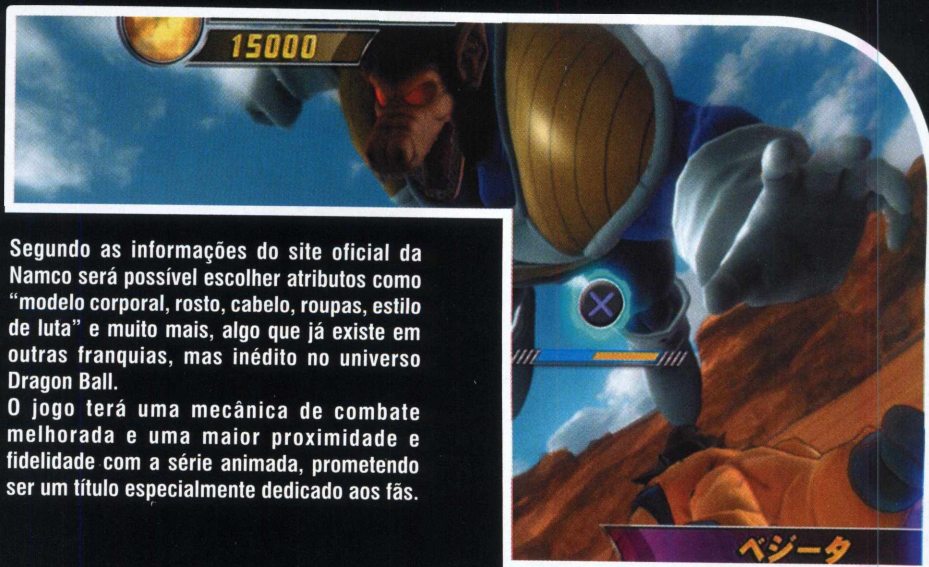 15000
Segundo as informações do site oficial da
Namco será possível escolher atributos como
“modelo corporal, rosto, cabelo, roupas, estilo
de luta” e muito mais, algo que já existe em
outras franquias, mas inédito no universo
Dragon Ball.
O jogo terá uma mecânica de combate
melhorada e uma maior proximidade e
fidelidade com a série animada, prometendo
ser um título especialmente dedicado aos fãs.
ベジータ